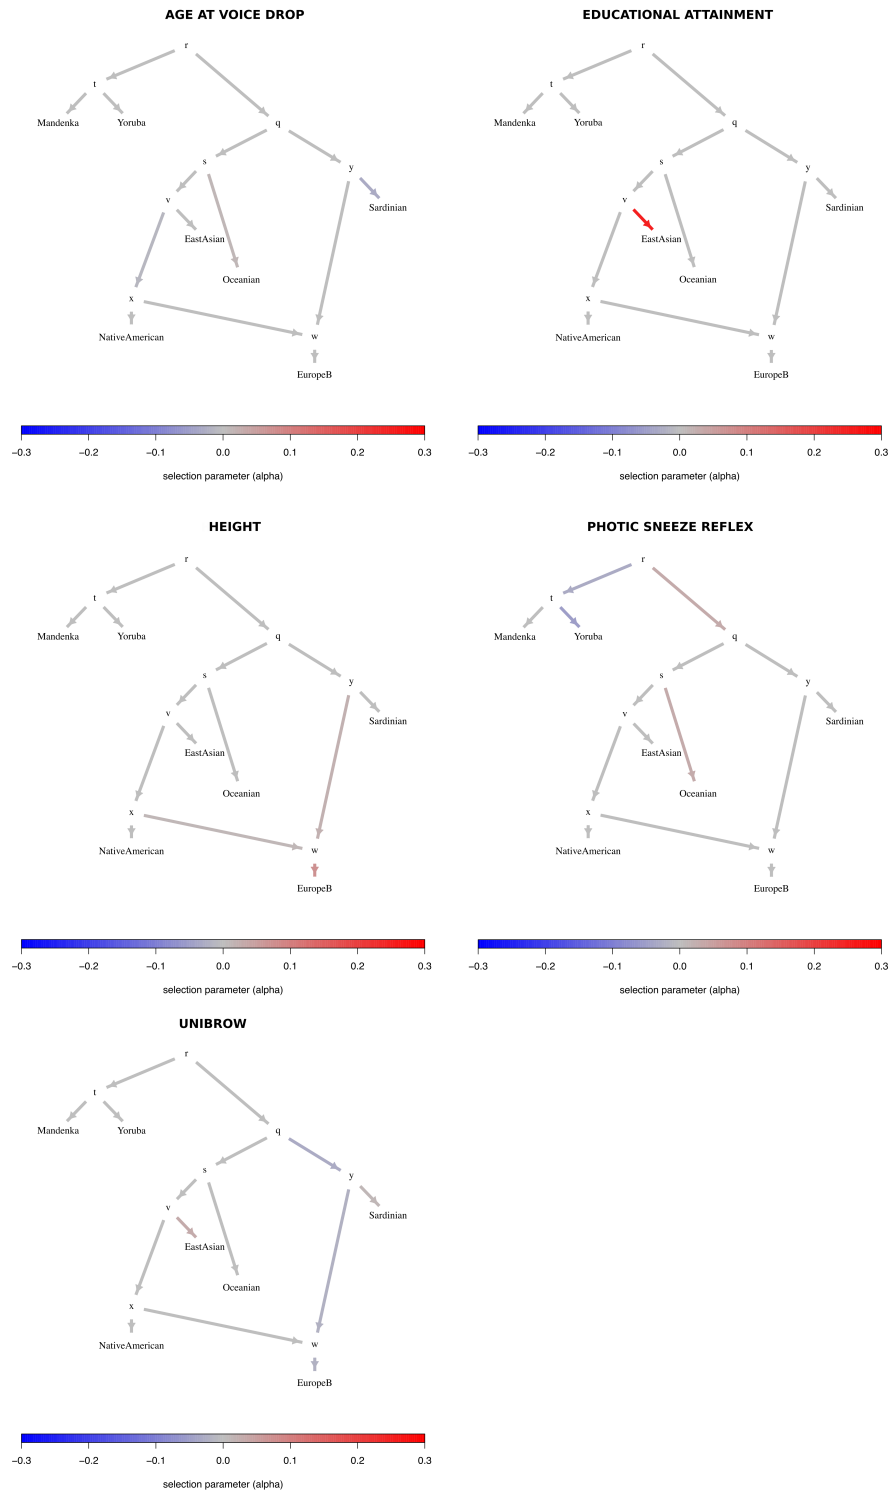 AGE AT VOICE DROP
r
t
Mandenka Yoruba
q
s
y
v
Sardinian
EastAsian
Oceanian
x
w
NativeAmerican
EuropeB
−0.3 −0.2 −0.1 0.0 0.1 0.2 0.3
selection parameter (alpha)
EDUCATIONAL ATTAINMENT
r
t
Mandenka Yoruba
q
s
y
v
Sardinian
EastAsian
Oceanian
x
w
NativeAmerican
EuropeB
−0.3 −0.2 −0.1 0.0 0.1 0.2 0.3
selection parameter (alpha)
HEIGHT
r
t
Mandenka Yoruba
q
s
y
v
Sardinian
EastAsian
Oceanian
x
w
NativeAmerican
EuropeB
−0.3 −0.2 −0.1 0.0 0.1 0.2 0.3
selection parameter (alpha)
PHOTIC SNEEZE REFLEX
r
t
Mandenka Yoruba
q
s
y
v
Sardinian
EastAsian
Oceanian
x
w
NativeAmerican
EuropeB
−0.3 −0.2 −0.1 0.0 0.1 0.2 0.3
selection parameter (alpha)
UNIBROW
r
t
Mandenka Yoruba
q
s
y
v
Sardinian
EastAsian
Oceanian
x
w
NativeAmerican
EuropeB
−0.3 −0.2 −0.1 0.0 0.1 0.2 0.3
selection parameter (alpha)